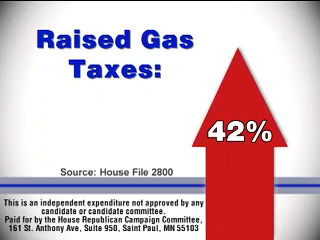 Raised Gas
Taxes:
42%
Source: House File 2800
This is an independent expenditure not approved by any
candidate or candidate committee.
Paid for by the House Republican Campaign Committee,
161 St. Anthony Ave, Suite 950, Saint Paul, MN 55103